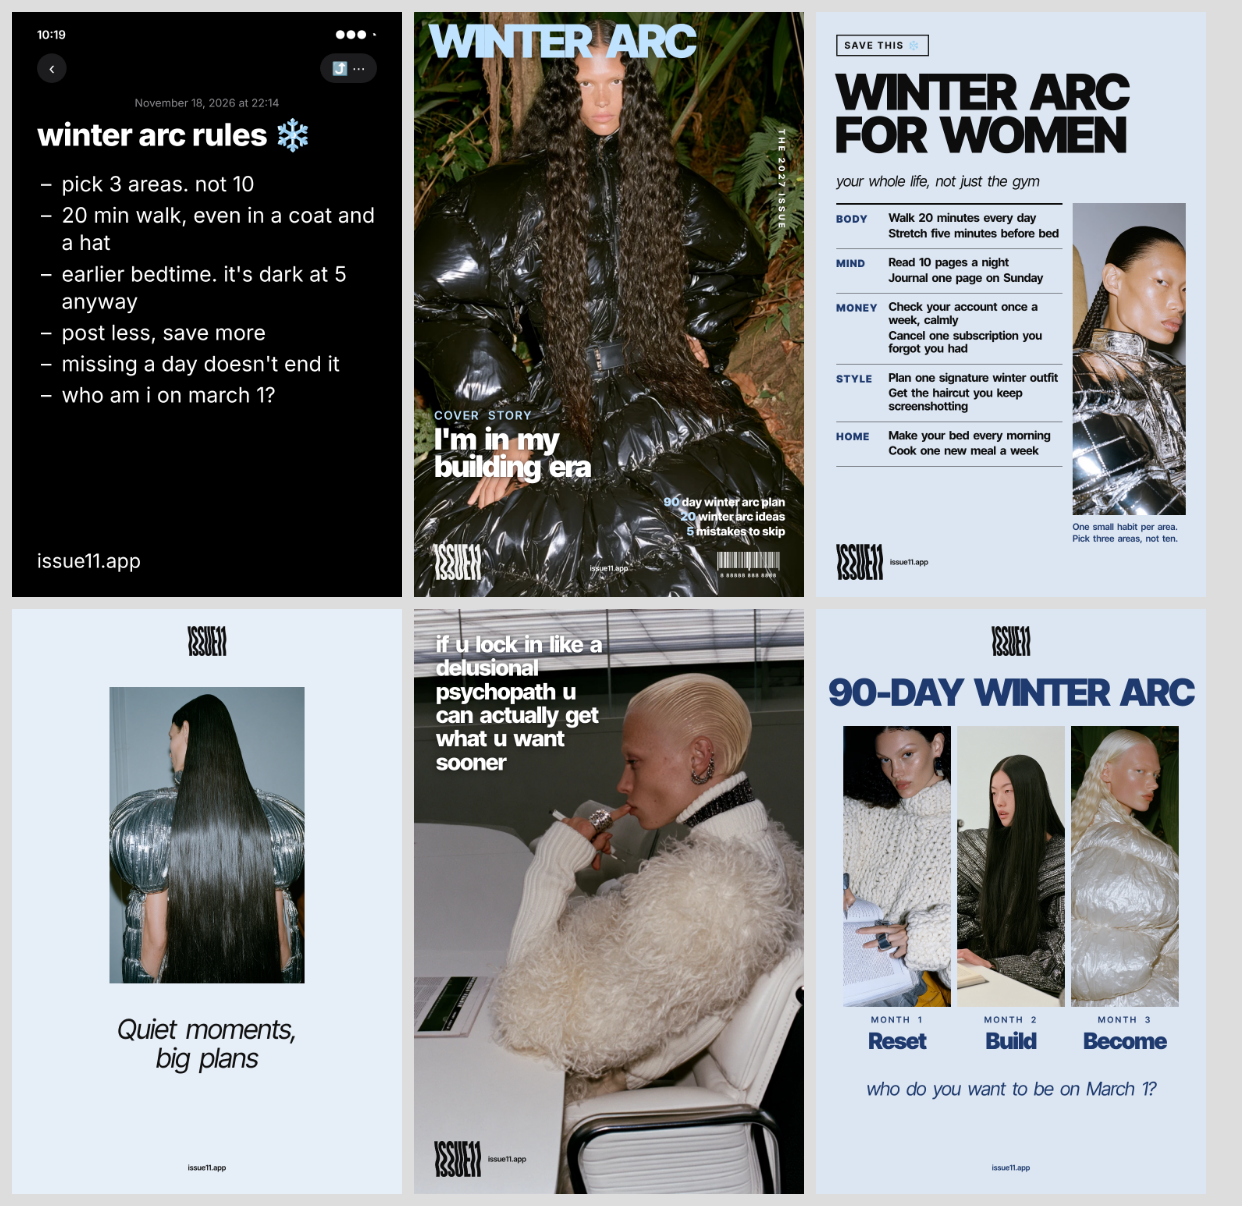 10:19
November 18, 2026 at 22:14
winter arc rules ❄️
– pick 3 areas. not 10
– 20 min walk, even in a coat and
a hat
– earlier bedtime. it's dark at 5
anyway
– post less, save more
– missing a day doesn't end it
– who am i on march 1?
issue11.app
WINTER ARC
THE 2027 ISSUE
COVER STORY
I'm in my
building era
90 day winter arc plan
20 winter arc ideas
5 mistakes to skip
ISSUE11
issue11.app
SAVE THIS ❄️
WINTER ARC
FOR WOMEN
your whole life, not just the gym
BODY
Walk 20 minutes every day
Stretch five minutes before bed
MIND
Read 10 pages a night
Journal one page on Sunday
MONEY
Check your account once a
week, calmly
Cancel one subscription you
forgot you had
STYLE
Plan one signature winter outfit
Get the haircut you keep
screenshotting
HOME
Make your bed every morning
Cook one new meal a week
One small habit per area.
Pick three areas, not ten.
ISSUE11
issue11.app
ISSUE11
Quiet moments,
big plans
issue11.app
if u lock in like a
delusional
psychopath u
can actually get
what u want
sooner
ISSUE11
issue11.app
ISSUE11
90-DAY WINTER ARC
MONTH 1
Reset
MONTH 2
Build
MONTH 3
Become
who do you want to be on March 1?
issue11.app